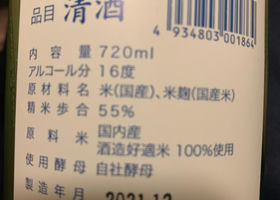 品目 清酒
4934803001864
内容量 720ml
アルコール分 16度
原材料名 米(国産)、米麹(国産米)
精米歩合 55%
原料米 国内産
酒造好適米 100%使用
使用酵母 自社酵母
製造年月 2021.12